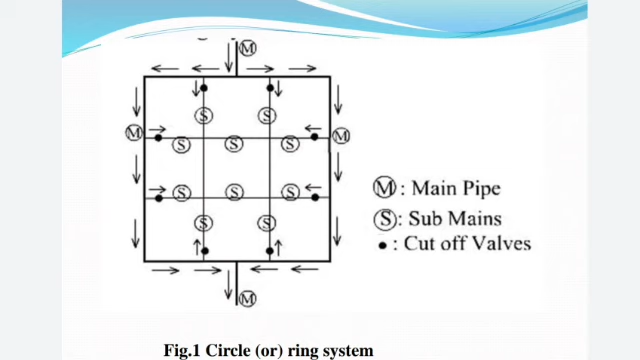 M
M
M
S
S
S
S
S
S
S
S
S
S
M
Ⓜ: Main Pipe
Ⓢ: Sub Mains
• : Cut off Valves
Fig.1 Circle (or) ring system